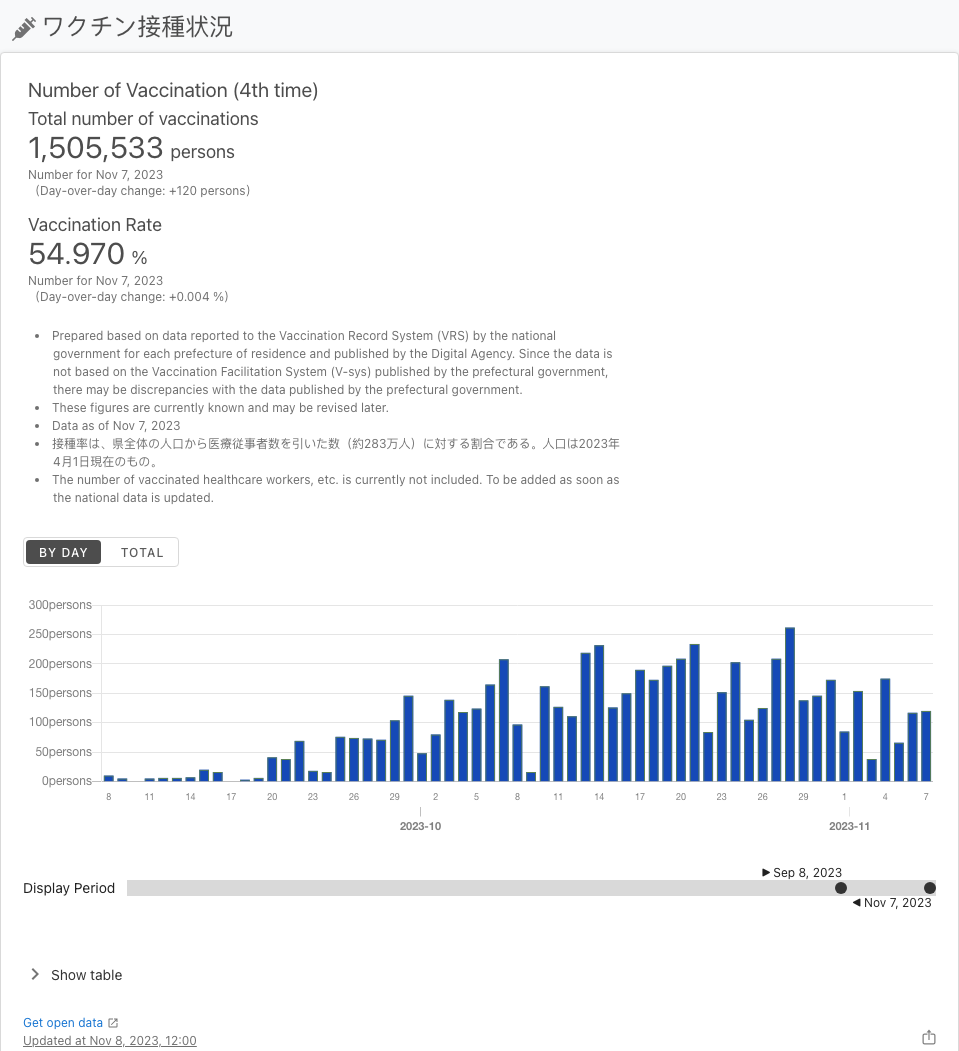 ワクチン接種状況
Number of Vaccination (4th time)
Total number of vaccinations
1,505,533 persons
Number for Nov 7, 2023
(Day-over-day change: +120 persons)
Vaccination Rate
54.970 %
Number for Nov 7, 2023
(Day-over-day change: +0.004 %)
• Prepared based on data reported to the Vaccination Record System (VRS) by the national
government for each prefecture of residence and published by the Digital Agency. Since the data is
not based on the Vaccination Facilitation System (V-sys) published by the prefectural government,
there may be discrepancies with the data published by the prefectural government.
• These figures are currently known and may be revised later.
• Data as of Nov 7, 2023
• 接種率は、県全体の人口から医療従事者数を引いた数（約283万人）に対する割合である。人口は2023年
4月1日現在のもの。
• The number of vaccinated healthcare workers, etc. is currently not included. To be added as soon as
the national data is updated.
BY DAY TOTAL
300persons
250persons
200persons
150persons
100persons
50persons
0persons
8 11 14 17 20 23 26 29 2 5 8 11 14 17 20 23 26 29 1 4 7
2023-10 2023-11
Sep 8, 2023
Display Period
Nov 7, 2023
Show table
Get open data
Updated at Nov 8, 2023, 12:00